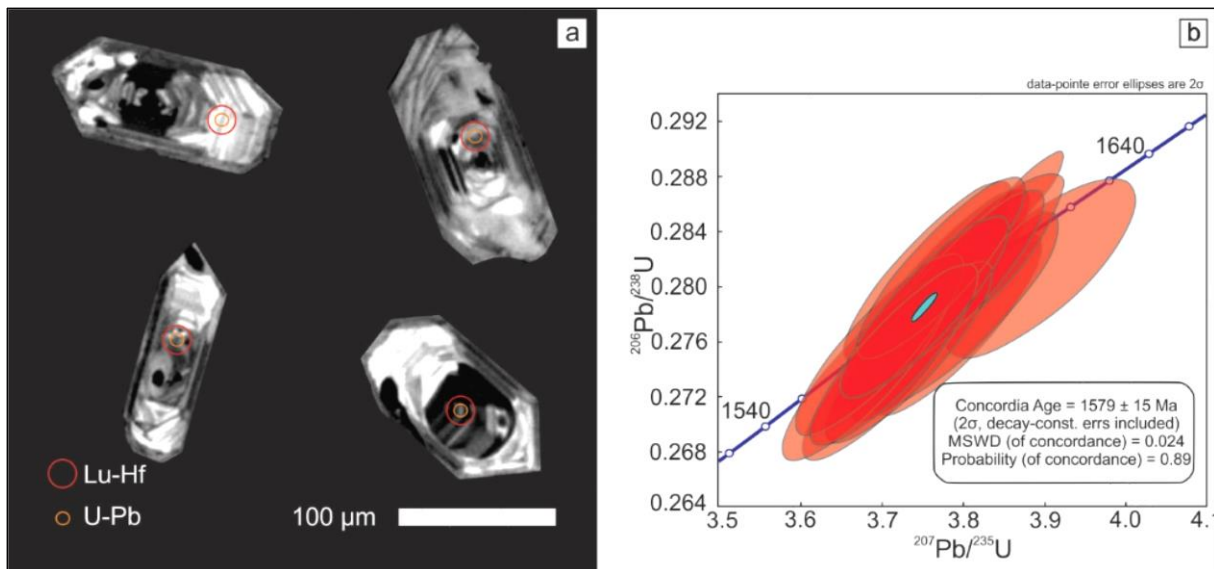 a
Lu-Hf
U-Pb
100 µm
b
data-pointe error ellipses are 2σ
0.292
0.288
0.284
0.280
0.276
0.272
0.268
0.264
206Pb/238U
1640
1540
Concordia Age = 1579 ± 15 Ma
(2σ, decay-const. errs included)
MSWD (of concordance) = 0.024
Probability (of concordance) = 0.89
3.5 3.6 3.7 3.8 3.9 4.0 4.1
207Pb/235U